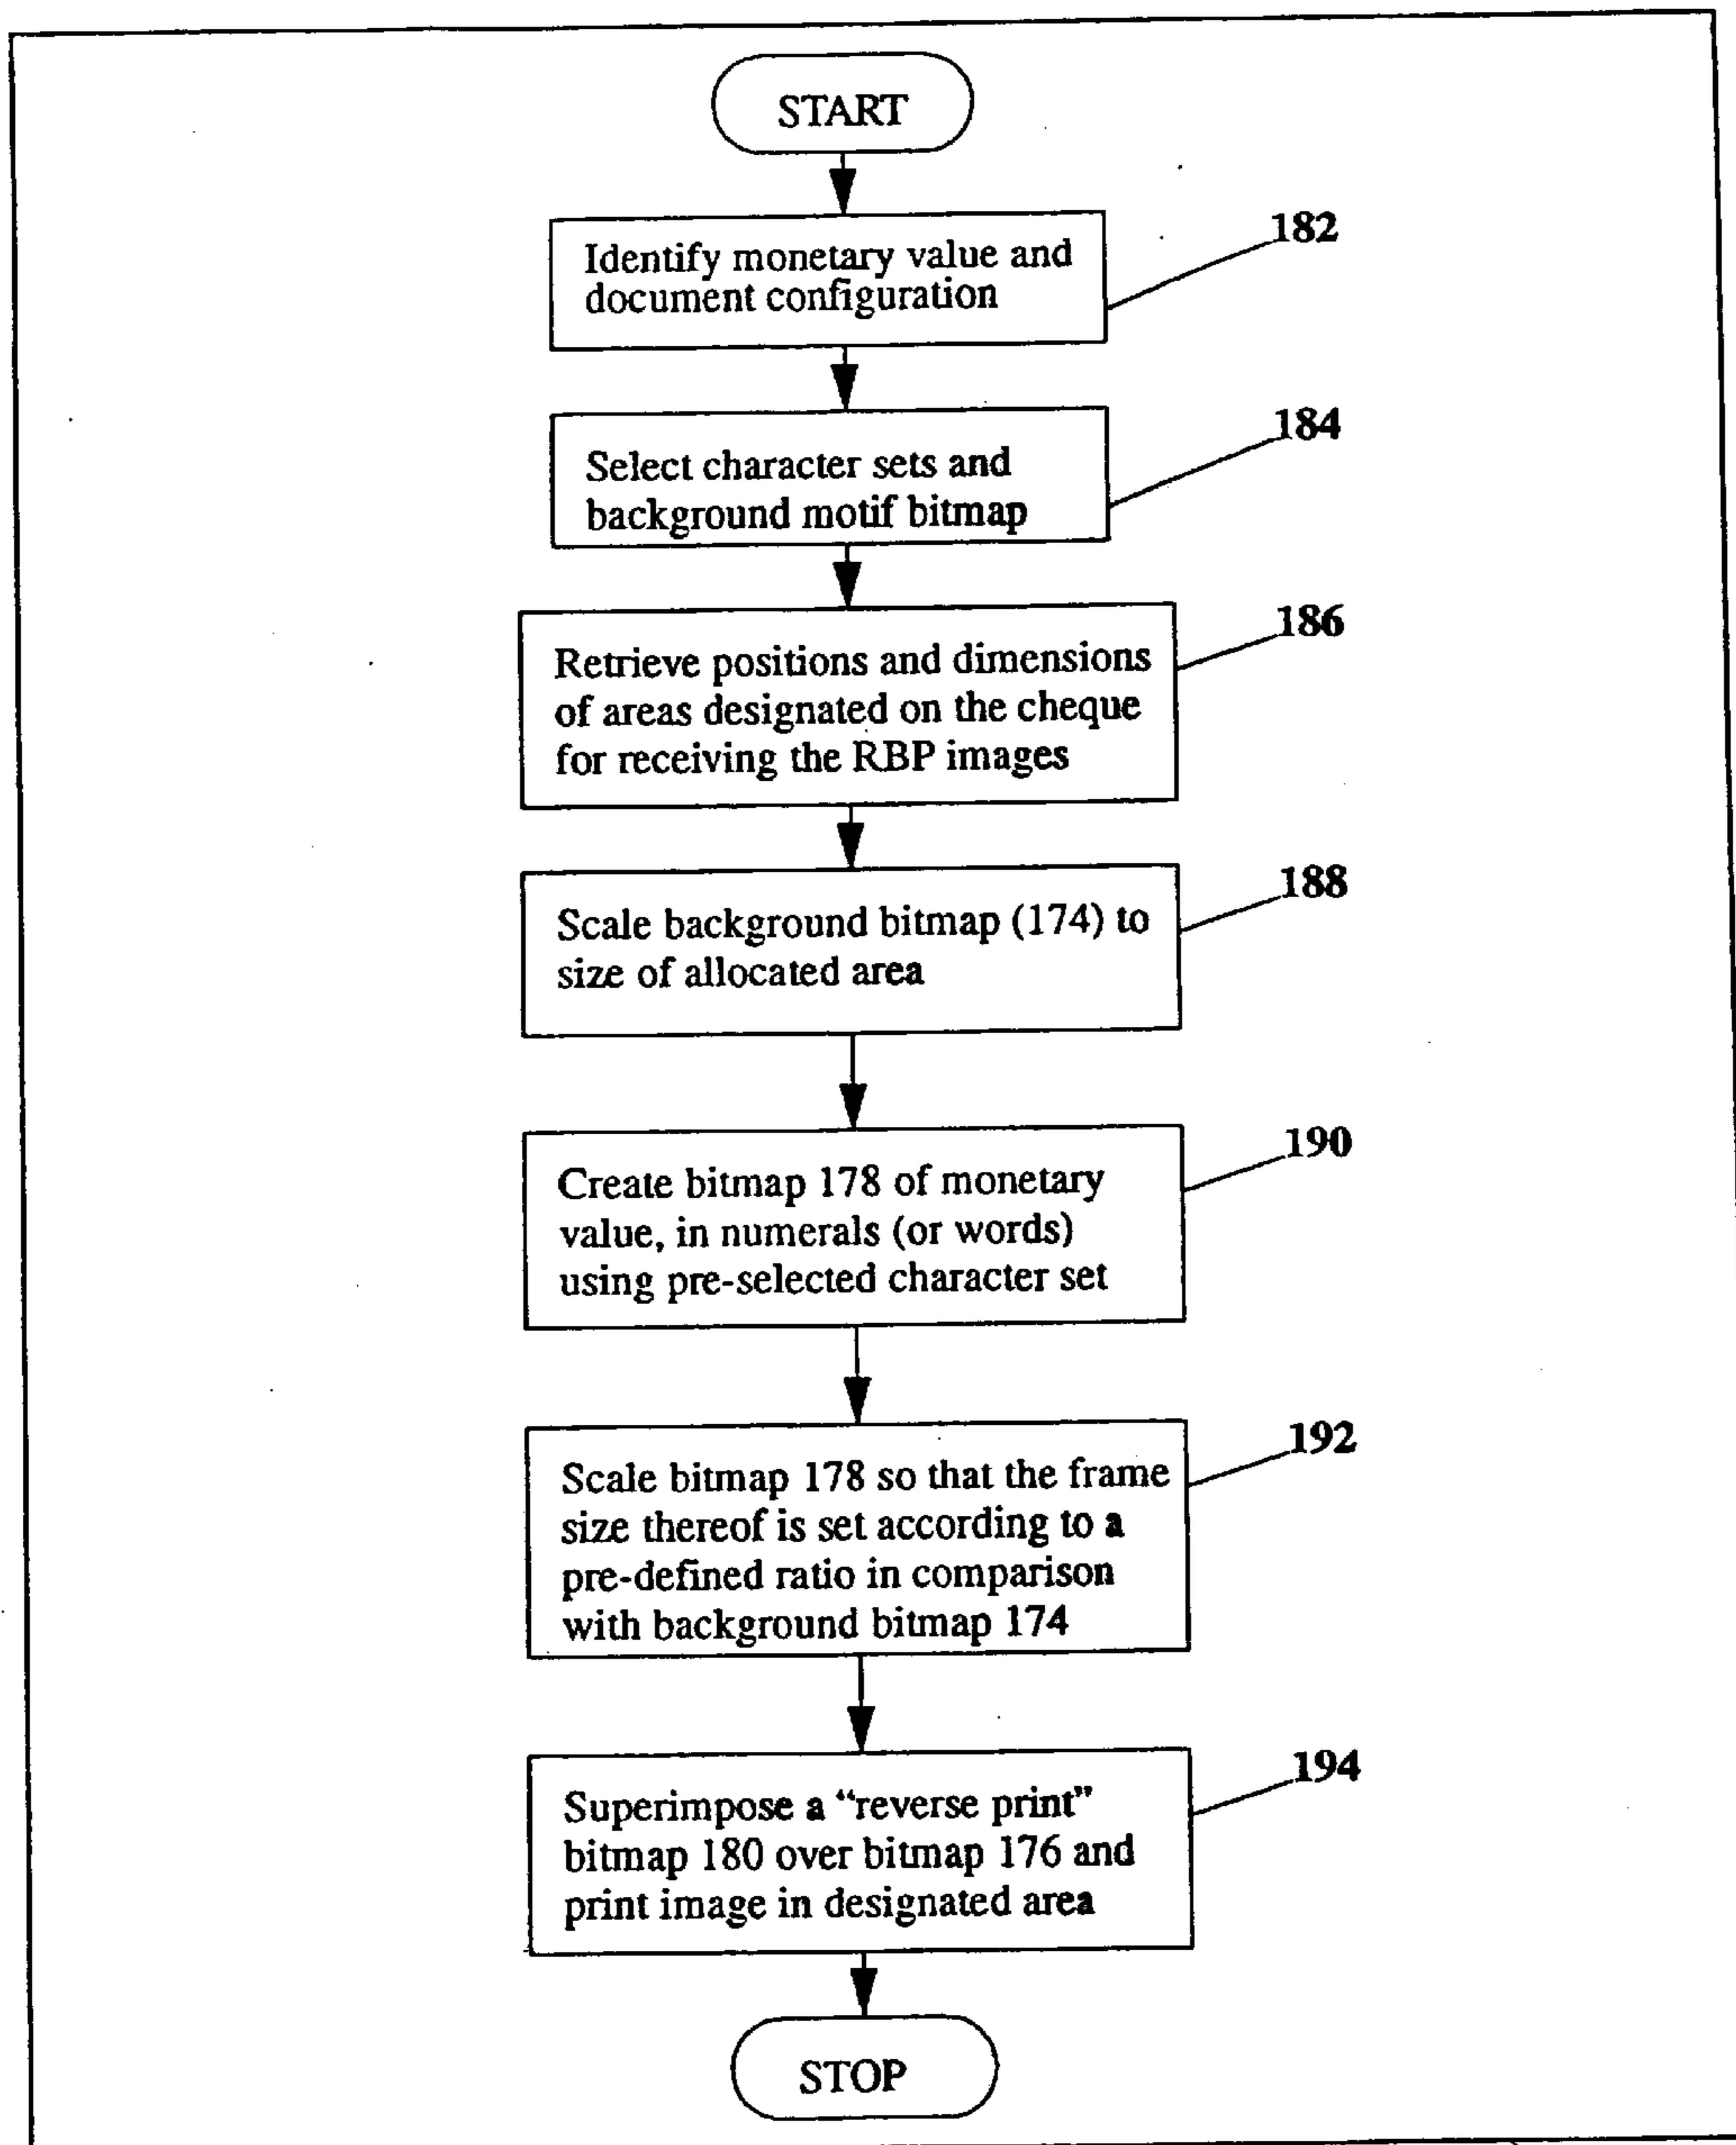 START
182
Identify monetary value and
document configuration
184
Select character sets and
background motif bitmap
186
Retrieve positions and dimensions
of areas designated on the cheque
for receiving the RBP images
188
Scale background bitmap (174) to
size of allocated area
190
Create bitmap 178 of monetary
value, in numerals (or words)
using pre-selected character set
192
Scale bitmap 178 so that the frame
size thereof is set according to a
pre-defined ratio in comparison
with background bitmap 174
194
Superimpose a “reverse print”
bitmap 180 over bitmap 176 and
print image in designated area
STOP